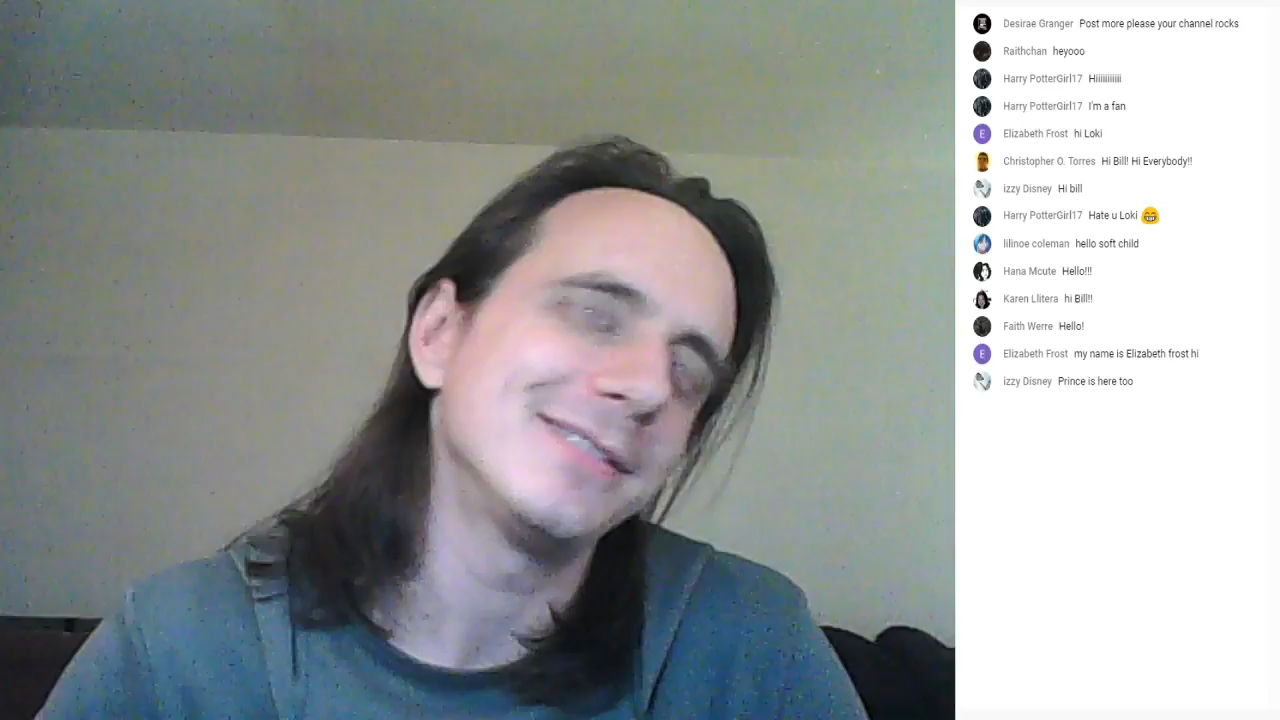 Desirae Granger Post more please your channel rocks
Raithchan heyooo
Harry PotterGirl17 Hiiiiiiiiiii
Harry PotterGirl17 I'm a fan
E Elizabeth Frost hi Loki
Christopher O. Torres Hi Bill! Hi Everybody!!
izzy Disney Hi bill
Harry PotterGirl17 Hate u Loki 😁
lilinoe coleman hello soft child
Hana Mcute Hello!!!
Karen Llitera hi Bill!!
Faith Werre Hello!
E Elizabeth Frost my name is Elizabeth frost hi
izzy Disney Prince is here too